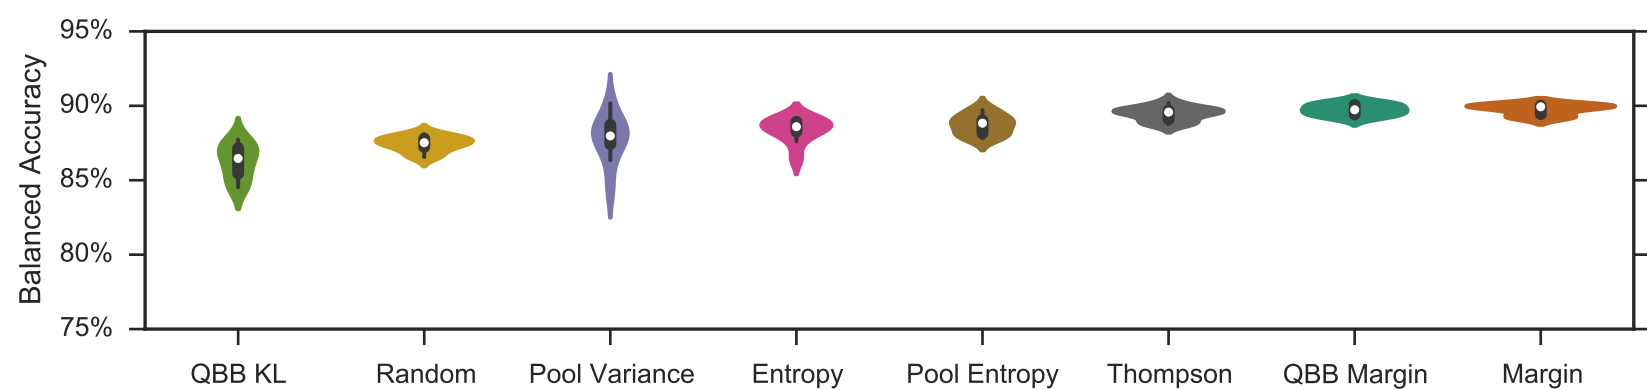 Balanced Accuracy
95%
90%
85%
80%
75%
QBB KL
Random
Pool Variance
Entropy
Pool Entropy
Thompson
QBB Margin
Margin